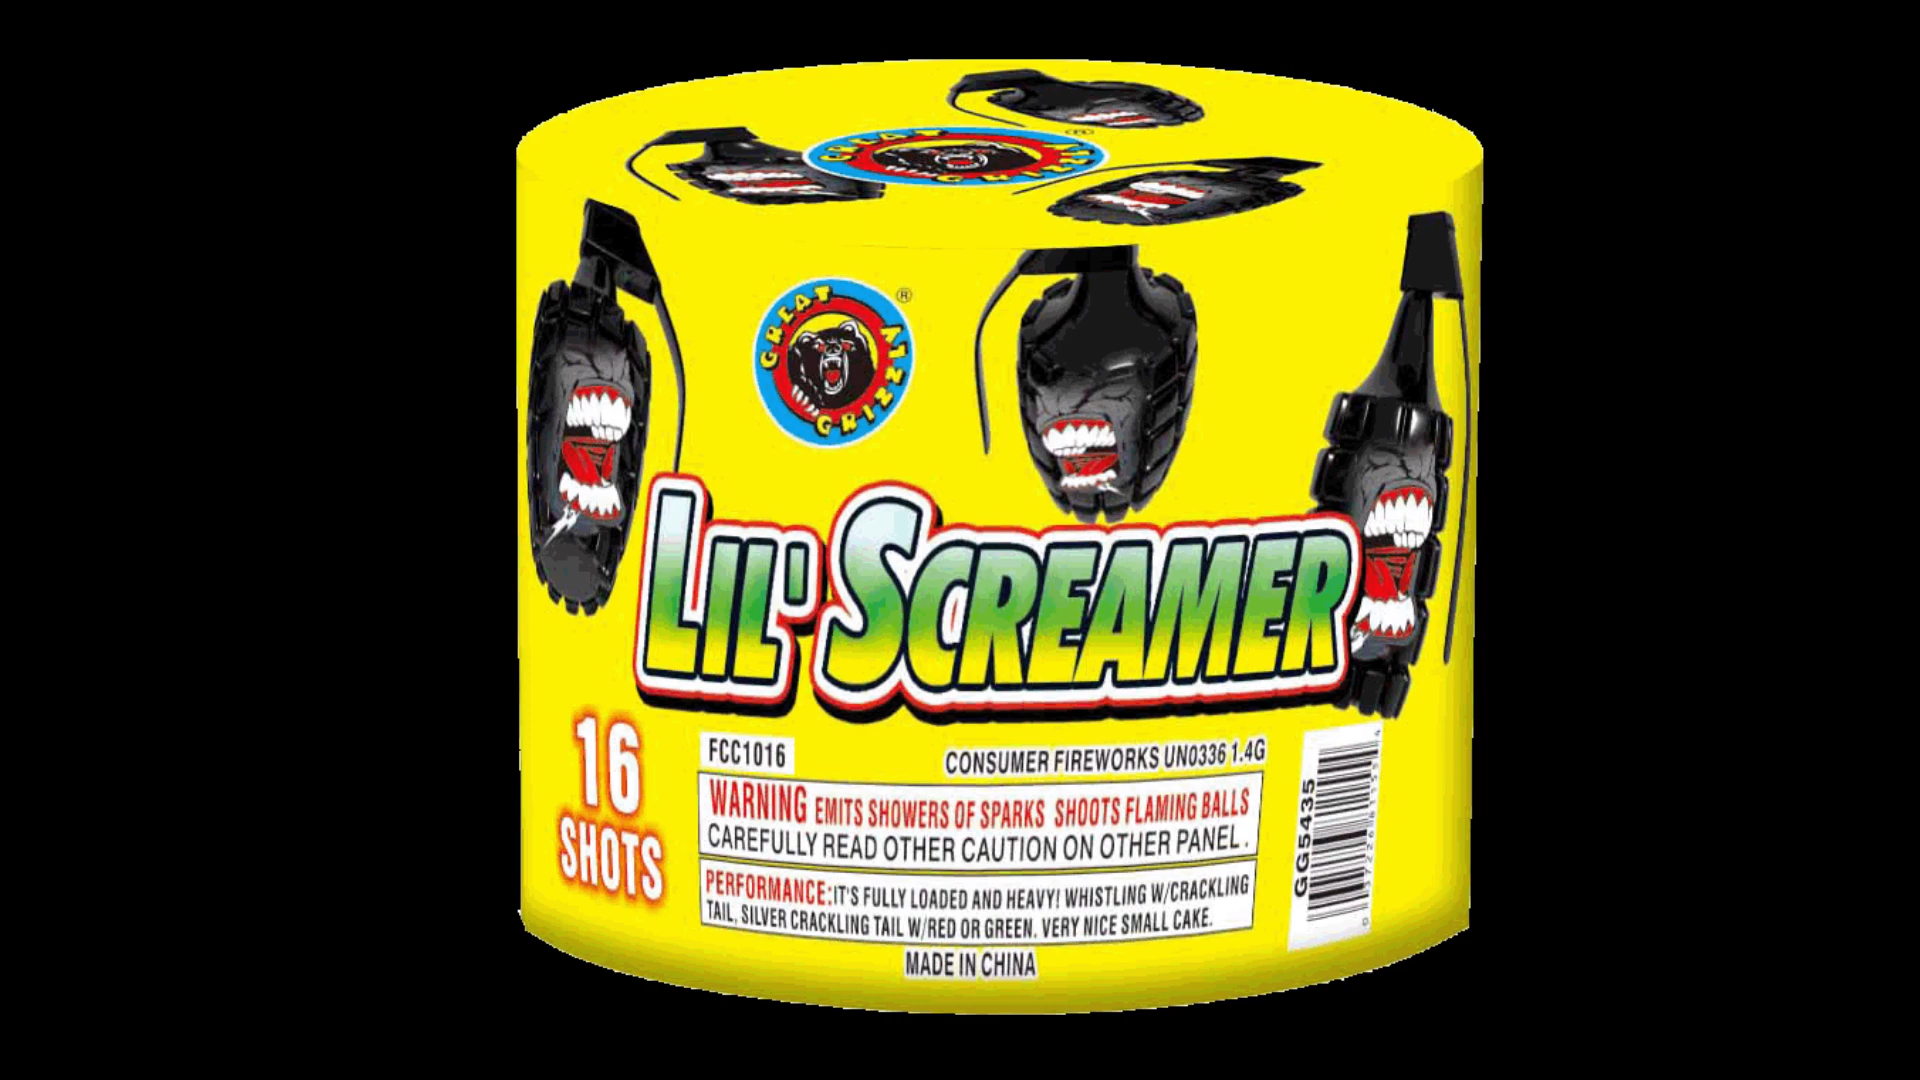 GREAT GRIZZLY
®
GREAT GRIZZLY
®
LIL' SCREAMER
16
SHOTS
FCC1016
CONSUMER FIREWORKS UN0336 1.4G
WARNING EMITS SHOWERS OF SPARKS SHOOTS FLAMING BALLS
CAREFULLY READ OTHER CAUTION ON OTHER PANEL.
PERFORMANCE:IT'S FULLY LOADED AND HEAVY! WHISTLING W/CRACKLING
TAIL, SILVER CRACKLING TAIL W/RED OR GREEN. VERY NICE SMALL CAKE.
MADE IN CHINA
GG5435